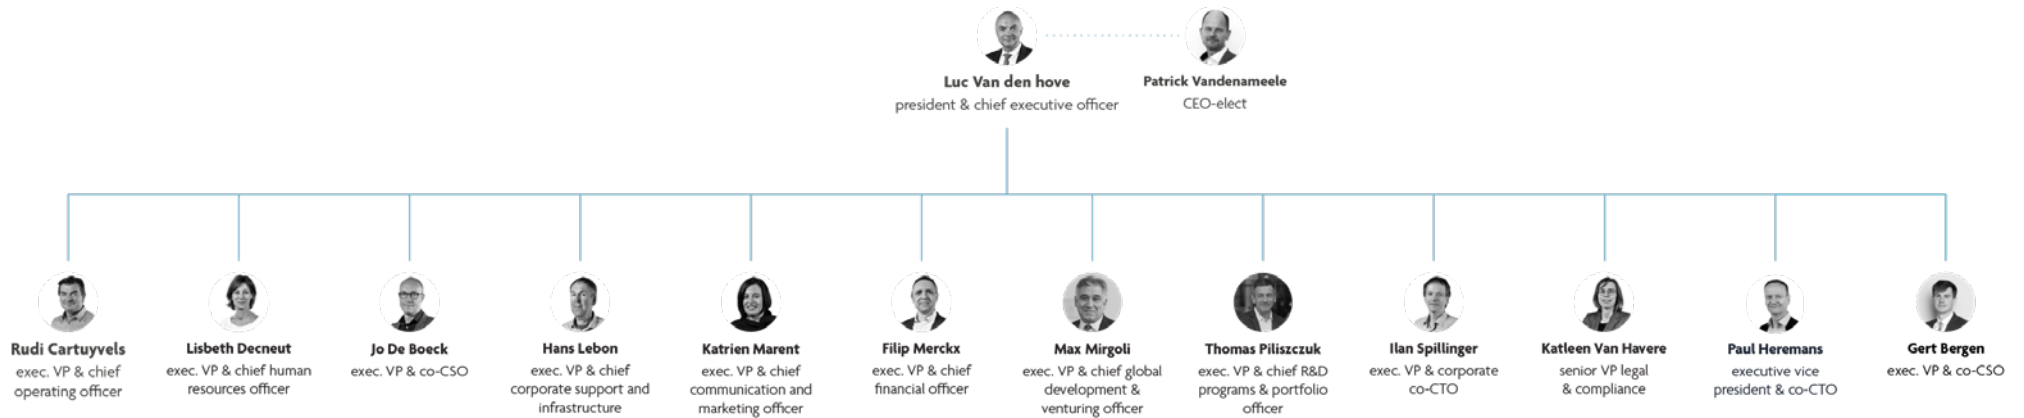 Luc Van den hove
president & chief executive officer
Patrick Vandenameele
CEO-elect
Rudi Cartuyvels
exec. VP & chief
operating officer
Lisbeth Decneut
exec. VP & chief human
resources officer
Jo De Boeck
exec. VP & co-CSO
Hans Lebon
exec. VP & chief
corporate support and
infrastructure
Katrien Marent
exec. VP & chief
communication and
marketing officer
Filip Merckx
exec. VP & chief
financial officer
Max Mirgoli
exec. VP & chief global
development &
venturing officer
Thomas Piliszczuk
exec. VP & chief R&D
programs & portfolio
officer
Ilan Spillinger
exec. VP & corporate
co-CTO
Katleen Van Havere
senior VP legal
& compliance
Paul Heremans
executive vice
president & co-CTO
Gert Bergen
exec. VP & co-CSO